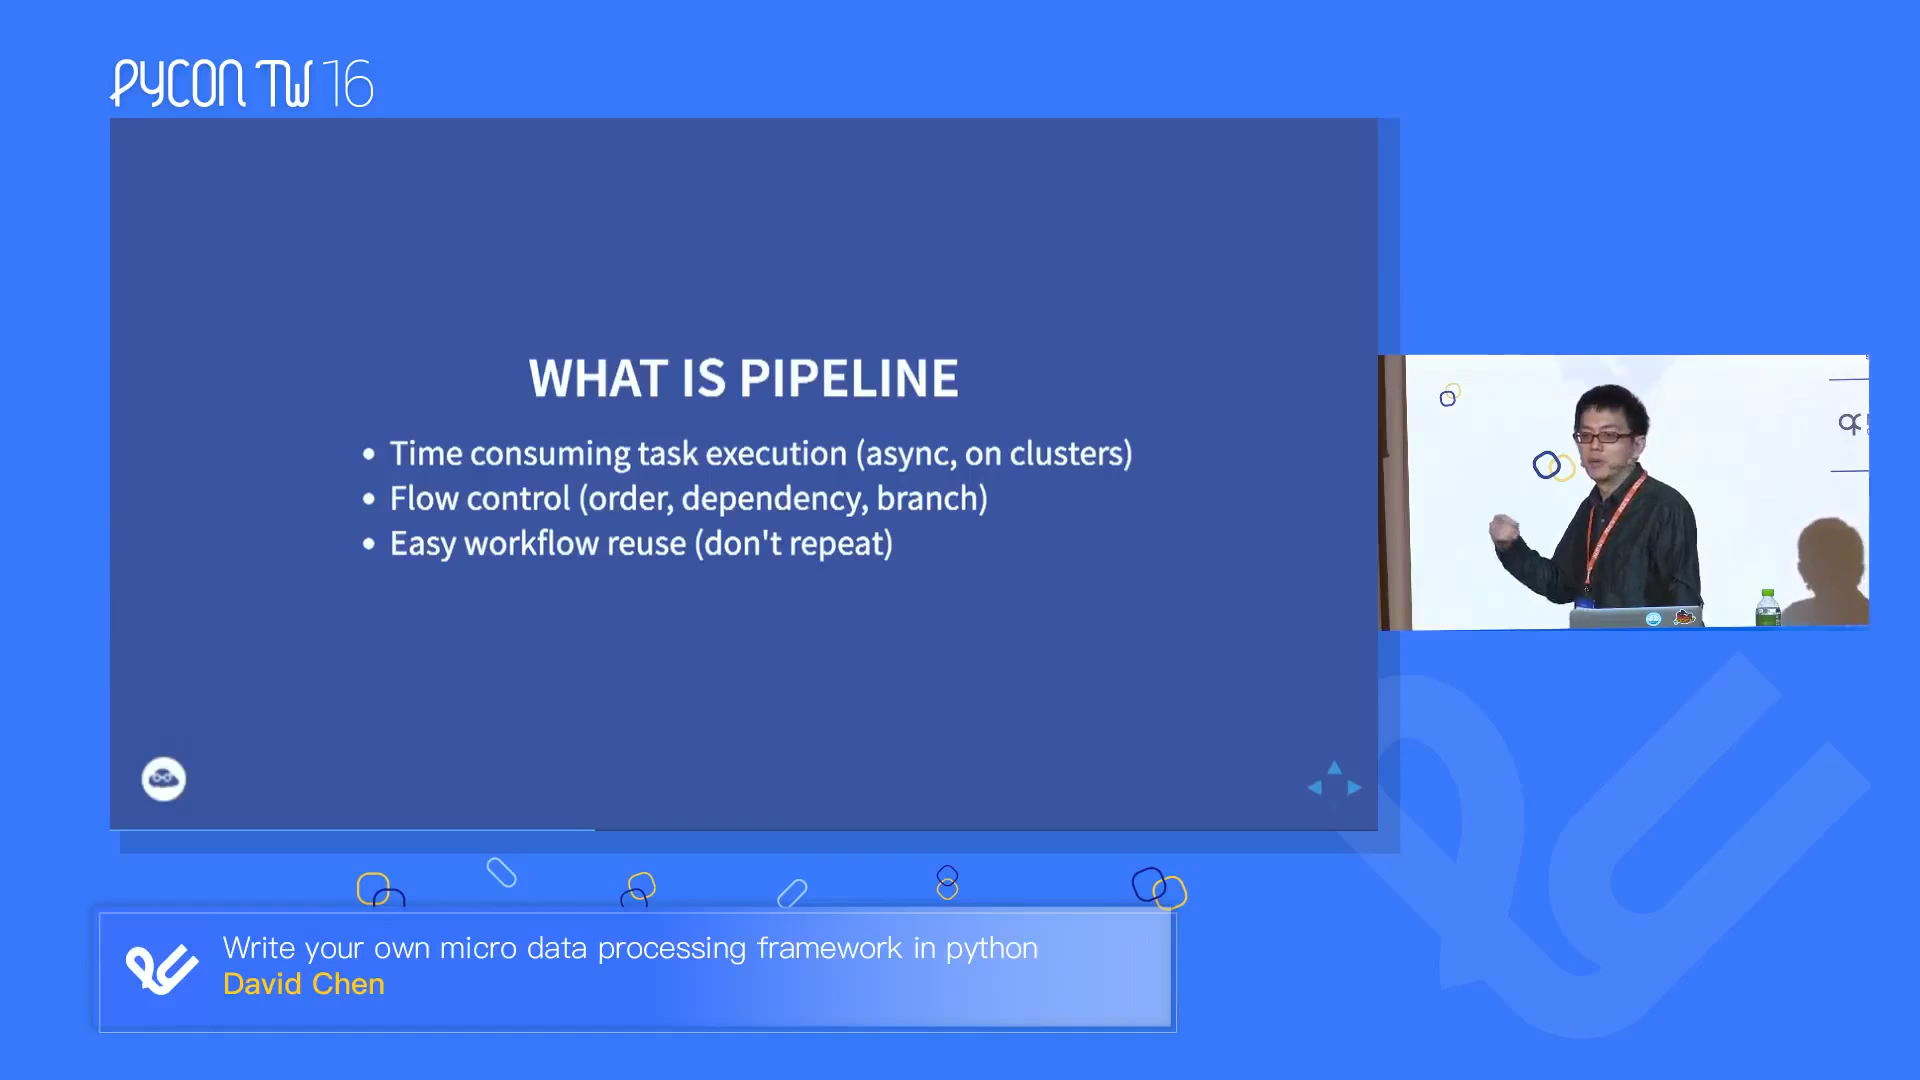 PYCON TW 16
WHAT IS PIPELINE
• Time consuming task execution (async, on clusters)
• Flow control (order, dependency, branch)
• Easy workflow reuse (don't repeat)
Write your own micro data processing framework in python
David Chen